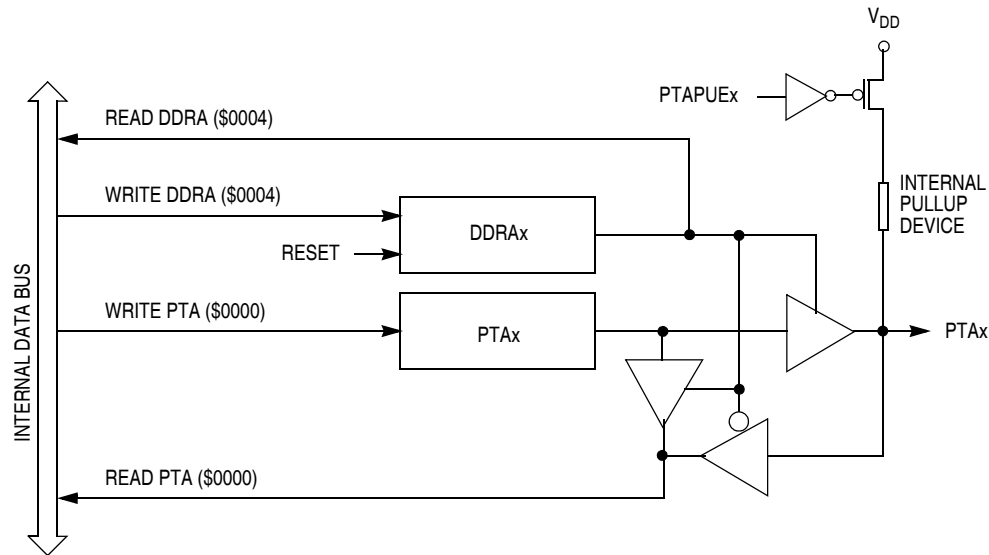 VDD
PTAPUEx
READ DDRA ($0004)
WRITE DDRA ($0004)
INTERNAL
PULLUP
DEVICE
DDRAx
RESET
WRITE PTA ($0000)
PTAx
PTAx
INTERNAL DATA BUS
READ PTA ($0000)